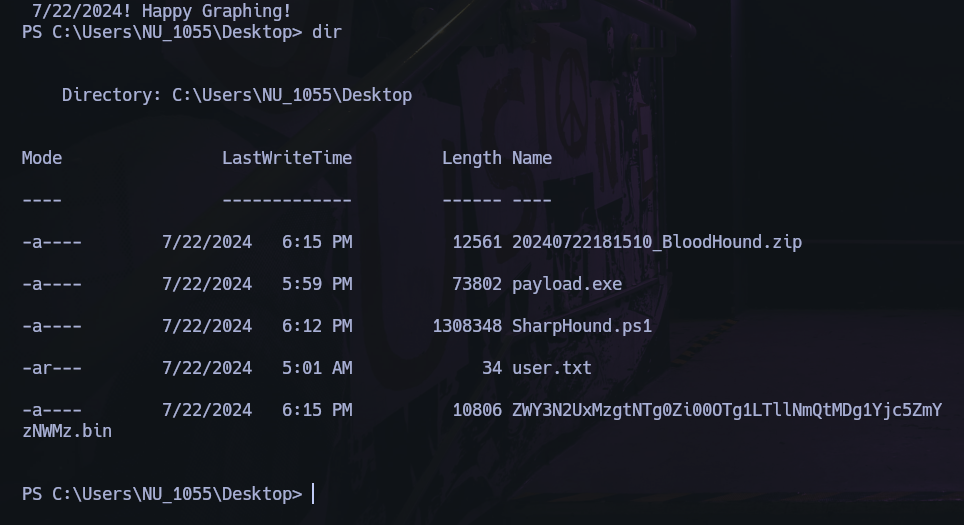 7/22/2024! Happy Graphing!
PS C:\Users\NU_1055\Desktop> dir
Directory: C:\Users\NU_1055\Desktop
Mode LastWriteTime Length Name
---- ------------- ------ ----
-a---- 7/22/2024 6:15 PM 12561 20240722181510_BloodHound.zip
-a---- 7/22/2024 5:59 PM 73802 payload.exe
-a---- 7/22/2024 6:12 PM 1308348 SharpHound.ps1
-ar--- 7/22/2024 5:01 AM 34 user.txt
-a---- 7/22/2024 6:15 PM 10806 ZWY3N2UxMzgtNTg0Zi00OTg1LTllNmQtMDg1Yjc5ZmY
zNWMz.bin
PS C:\Users\NU_1055\Desktop>